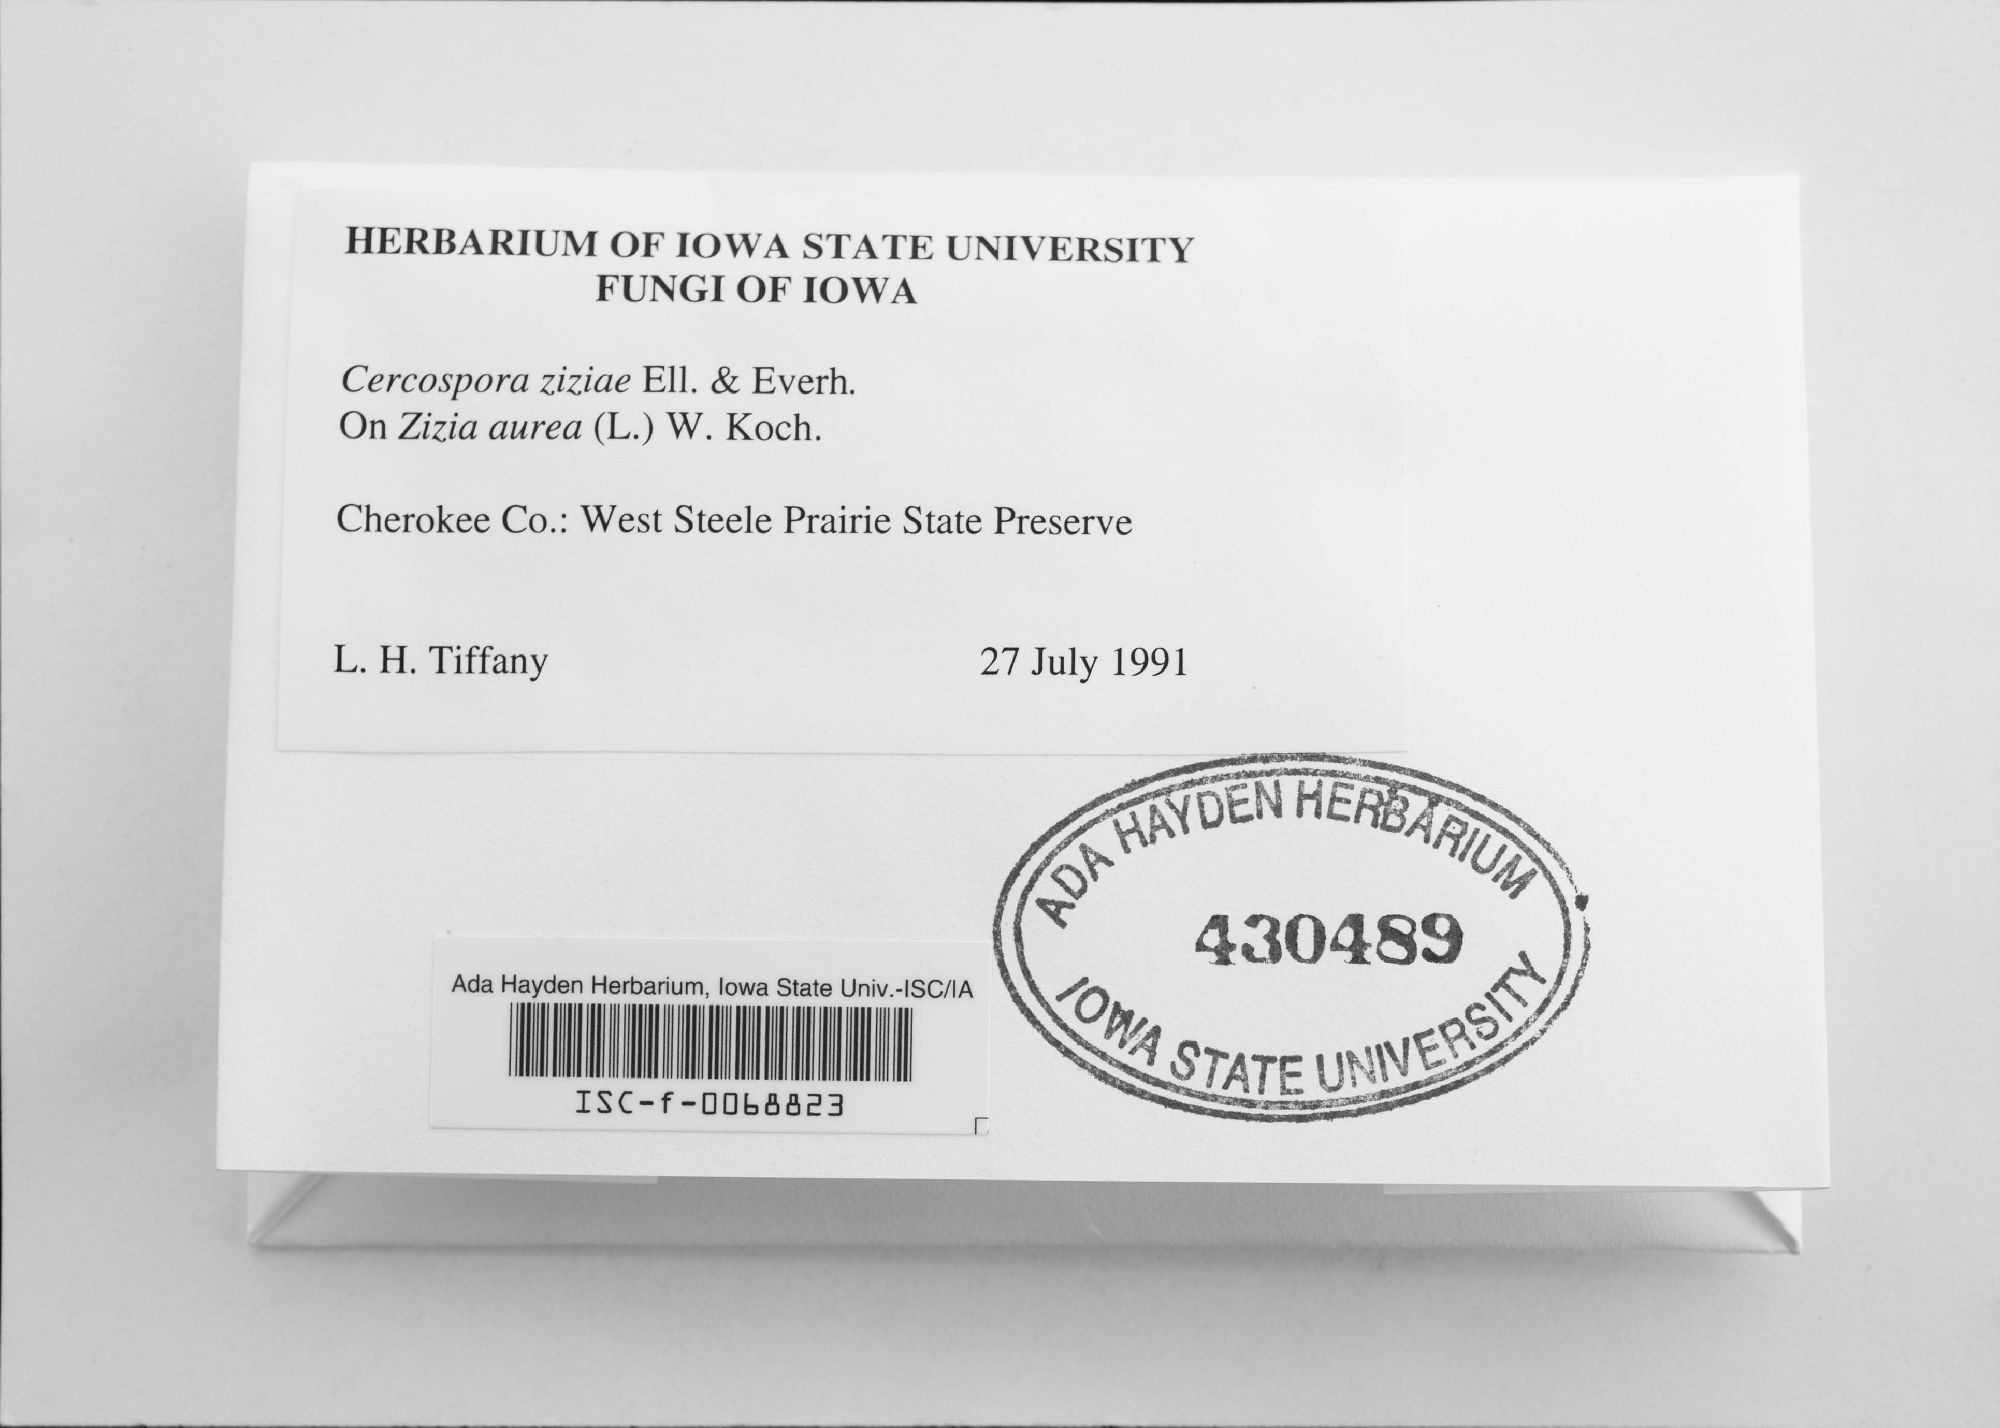 HERBARIUM OF IOWA STATE UNIVERSITY
FUNGI OF IOWA
Cercospora ziziae Ell. & Everh.
On Zizia aurea (L.) W. Koch.
Cherokee Co.: West Steele Prairie State Preserve
L. H. Tiffany 27 July 1991
ADA HAYDEN HERBARIUM
430489
IOWA STATE UNIVERSITY
Ada Hayden Herbarium, Iowa State Univ.-ISC/IA
ISC-f-0068823